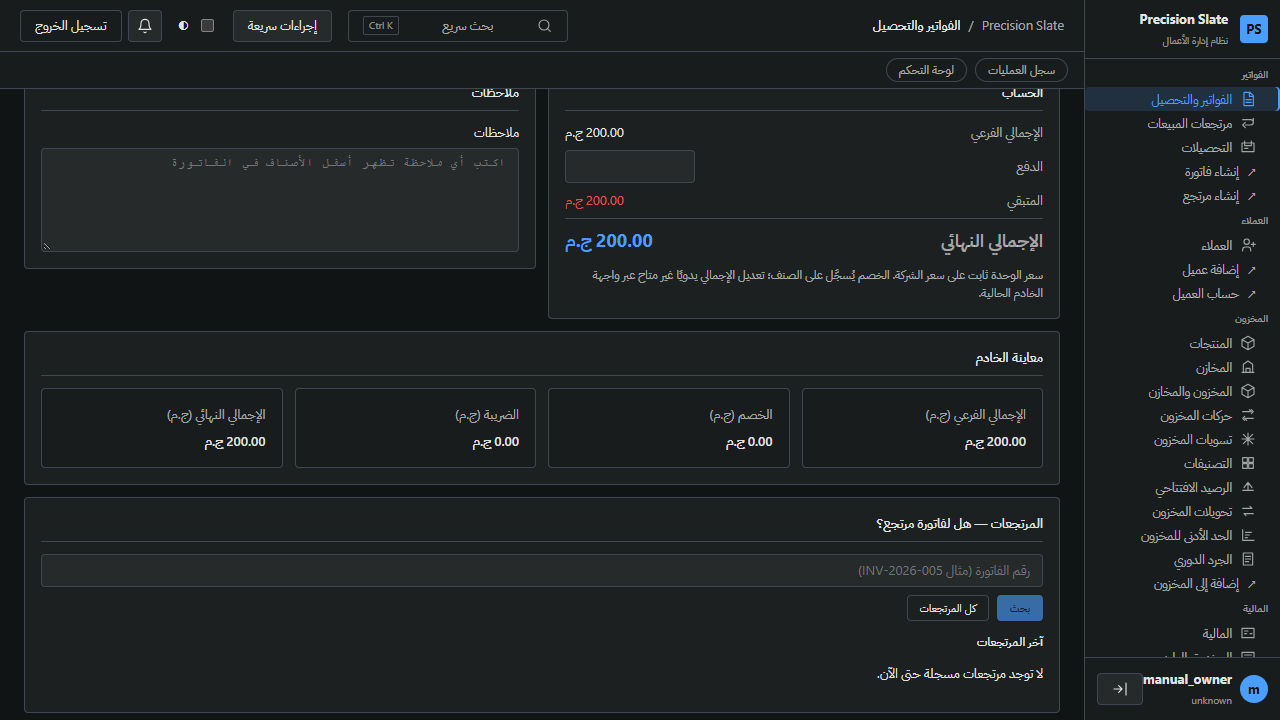 Precision Slate
نظام إدارة الأعمال
PS
Precision Slate / الفواتير والتحصيل
بحث سريع
Ctrl K
إجراءات سريعة
تسجيل الخروج
سجل العمليات
لوحة التحكم
الفواتير
الفواتير والتحصيل
مرتجعات المبيعات
التحصيلات
إنشاء فاتورة
إنشاء مرتجع
العملاء
العملاء
إضافة عميل
حساب العميل
المخزون
المنتجات
المخازن
المخزون والمخازن
حركات المخزون
تسويات المخزون
التصنيفات
الرصيد الافتتاحي
تحويلات المخزون
الحد الأدنى للمخزون
الجرد الدوري
إضافة إلى المخزون
المالية
المالية
manual_owner
unknown
m
الحساب
الإجمالي الفرعي
200.00 ج.م
الدفع
المتبقي
200.00 ج.م
الإجمالي النهائي
200.00 ج.م
سعر الوحدة ثابت على سعر الشركة. الخصم يُسجَّل على الصنف؛ تعديل الإجمالي يدويًا غير متاح عبر واجهة
الخادم الحالية.
ملاحظات
ملاحظات
اكتب أي ملاحظة تظهر أسفل الأصناف في الفاتورة
معاينة الخادم
الإجمالي الفرعي (ج.م)
200.00 ج.م
الخصم (ج.م)
0.00 ج.م
الضريبة (ج.م)
0.00 ج.م
الإجمالي النهائي (ج.م)
200.00 ج.م
المرتجعات — هل لفاتورة مرتجع؟
رقم الفاتورة (مثال INV-2026-005)
بحث
كل المرتجعات
آخر المرتجعات
لا توجد مرتجعات مسجلة حتى الآن.